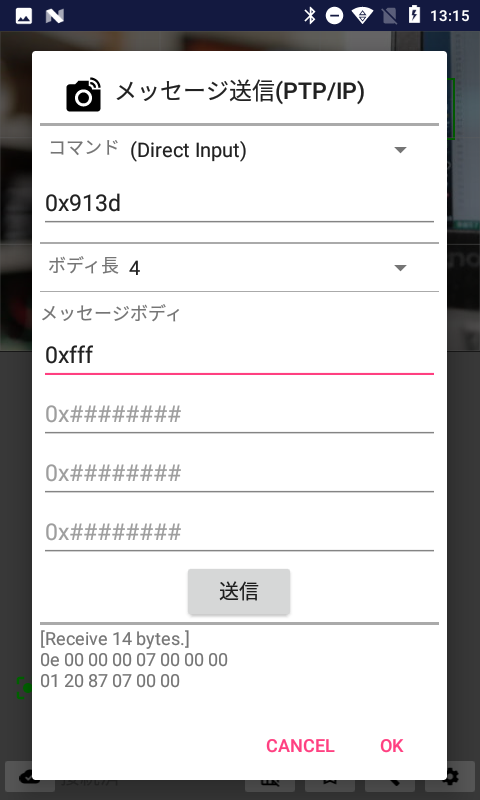 13:15
メッセージ送信(PTP/IP)
コマンド (Direct Input)
0x913d
ボディ長 4
メッセージボディ
0xfff
0x########
0x########
0x########
送信
[Receive 14 bytes.]
0e 00 00 00 07 00 00 00
01 20 87 07 00 00
CANCEL OK